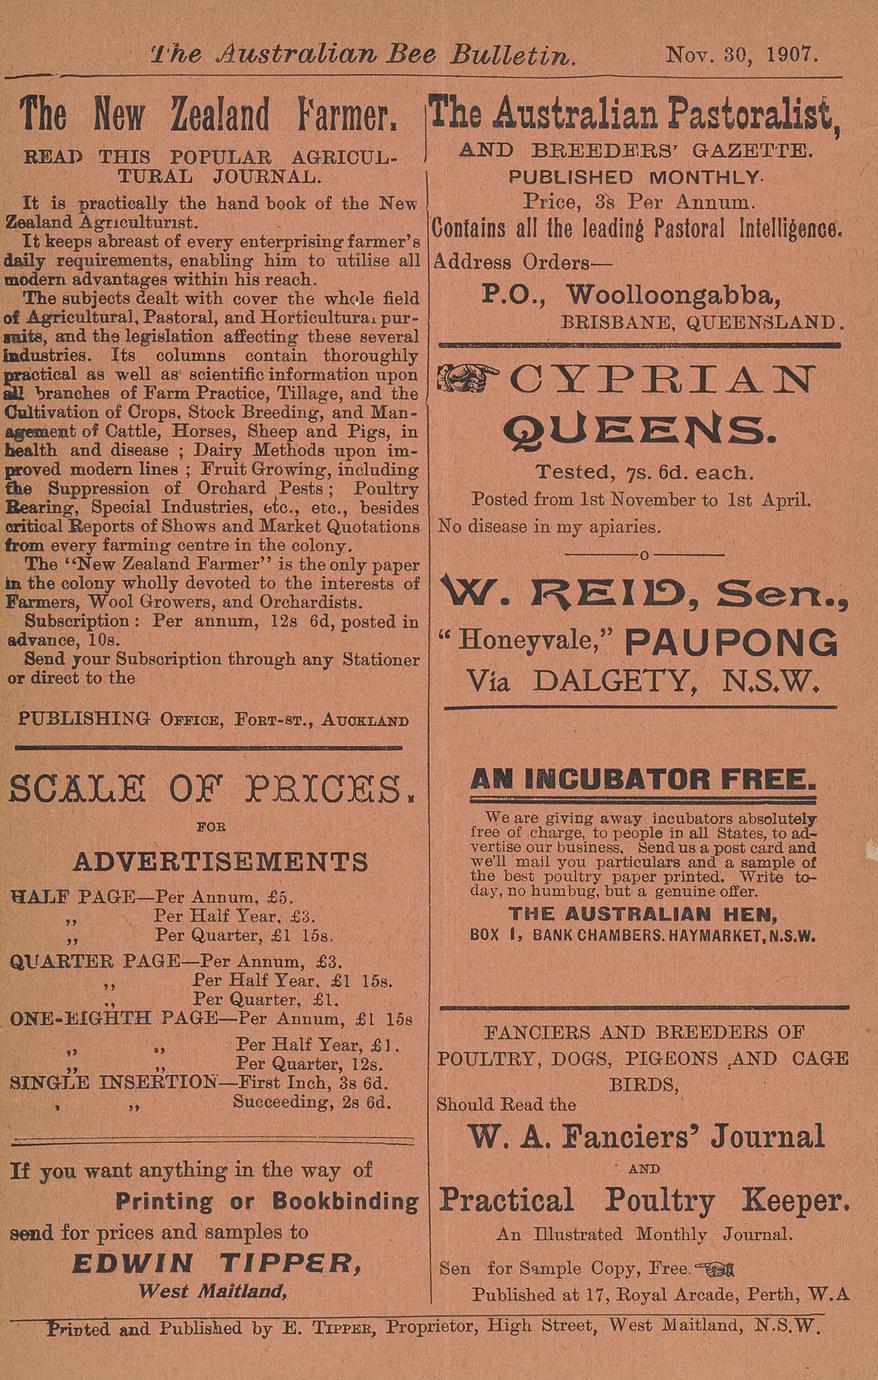 The Australian Bee Bulletin. Nov. 30, 1907.
The New Zealand Farmer.
READ THIS POPULAR AGRICUL-
TURAL JOURNAL.
It is practically the hand book of the New
Zealand Agriculturist.
It keeps abreast of every enterprising farmer's
daily requirements, enabling him to utilise all
modern advantages within his reach.
The subjects dealt with cover the whole field
of Agricultural, Pastoral, and Horticultural pur-
suits, and the legislation affecting these several
industries. Its columns contain thoroughly
practical as well as scientific information upon
all branches of Farm Practice, Tillage, and the
Cultivation of Crops, Stock Breeding, and Man-
agement of Cattle, Horses, Sheep and Pigs, in
health and disease ; Dairy Methods upon im-
proved modern lines ; Fruit Growing, including
the Suppression of Orchard Pests ; Poultry
Rearing, Special Industries, etc., etc., besides
critical Reports of Shows and Market Quotations
from every farming centre in the colony.
The "New Zealand Farmer" is the only paper
in the colony wholly devoted to the interests of
Farmers, Wool Growers, and Orchardists.
Subscription : Per annum, 12s 6d, posted in
advance, 10s.
Send your Subscription through any Stationer
or direct to the
PUBLISHING OFFICE, FORT-ST., AUCKLAND
SCALE OF PRICES.
FOR
ADVERTISEMENTS
HALF PAGE—Per Annum, £5.
,, Per Half Year, £3.
,, Per Quarter, £1 15s.
QUARTER PAGE—Per Annum, £3.
,, Per Half Year, £1 15s.
., Per Quarter, £1.
ONE-EIGHTH PAGE—Per Annum, £1 15s
,, ,, Per Half Year, £1.
,, ,, Per Quarter, 12s.
SINGLE INSERTION—First Inch, 3s 6d.
, ,, Succeeding, 2s 6d.
If you want anything in the way of
Printing or Bookbinding
send for prices and samples to
EDWIN TIPPER,
West Maitland,
The Australian Pastoralist,
AND BREEDERS' GAZETTE.
PUBLISHED MONTHLY.
Price, 3s Per Annum.
Contains all the leading Pastoral Intelligence.
Address Orders—
P.O., Woolloongabba,
BRISBANE, QUEENSLAND.
CYPRIAN
QUEENS.
Tested, 7s. 6d. each.
Posted from 1st November to 1st April.
No disease in my apiaries.
o
W. REID, Sen.,
"Honeyvale," PAUPONG
Via DALGETY, N.S.W.
AN INCUBATOR FREE.
We are giving away incubators absolutely
free of charge, to people in all States, to ad-
vertise our business. Send us a post card and
we'll mail you particulars and a sample of
the best poultry paper printed. Write to-
day, no humbug, but a genuine offer.
THE AUSTRALIAN HEN,
BOX 1, BANK CHAMBERS. HAYMARKET, N.S.W.
FANCIERS AND BREEDERS OF
POULTRY, DOGS, PIGEONS AND CAGE
BIRDS,
Should Read the
W. A. Fanciers' Journal
AND
Practical Poultry Keeper.
An Illustrated Monthly Journal.
Sen for Sample Copy, Free.
Published at 17, Royal Arcade, Perth, W.A
Printed and Published by E. TIPPER, Proprietor, High Street, West Maitland, N.S.W.